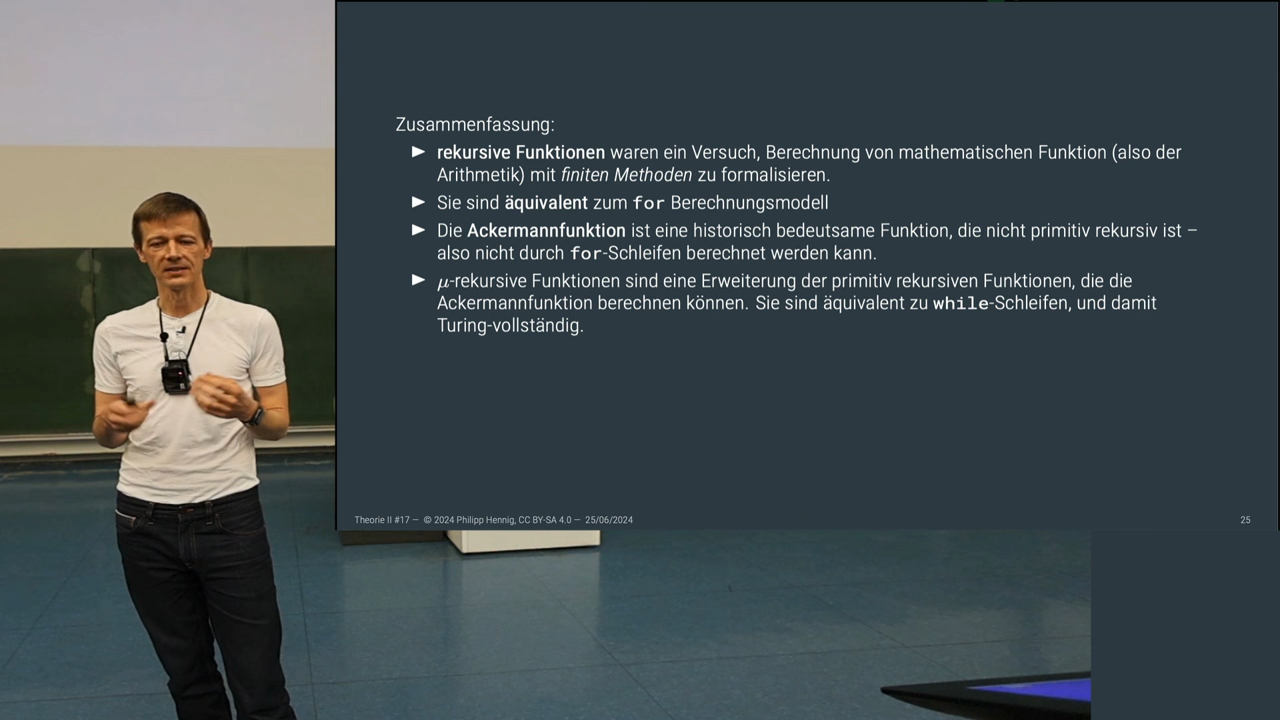 Zusammenfassung:
► rekursive Funktionen waren ein Versuch, Berechnung von mathematischen Funktion (also der
Arithmetik) mit finiten Methoden zu formalisieren.
► Sie sind äquivalent zum for Berechnungsmodell
► Die Ackermannfunktion ist eine historisch bedeutsame Funktion, die nicht primitiv rekursiv ist –
also nicht durch for-Schleifen berechnet werden kann.
► μ-rekursive Funktionen sind eine Erweiterung der primitiv rekursiven Funktionen, die die
Ackermannfunktion berechnen können. Sie sind äquivalent zu while-Schleifen, und damit
Turing-vollständig.
Theorie II #17 — © 2024 Philipp Hennig, CC BY-SA 4.0 — 25/06/2024
25